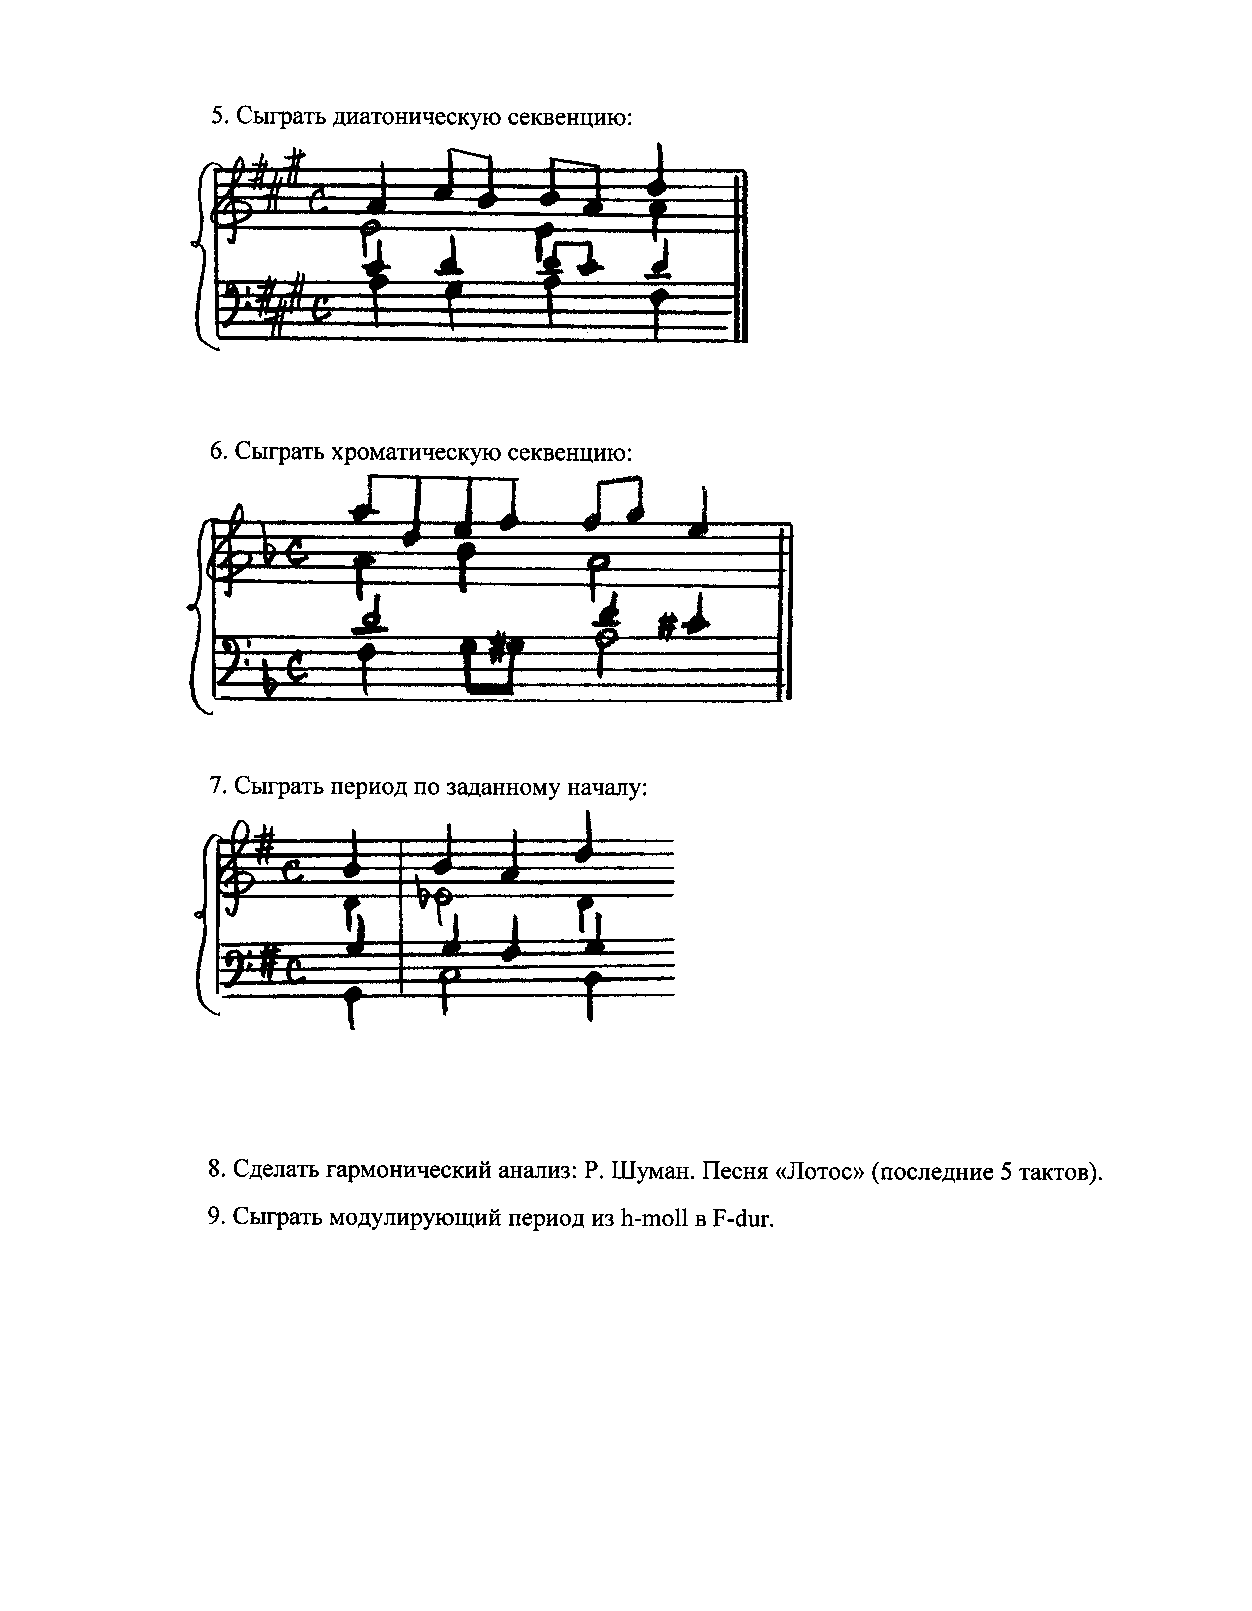 5. Сыграть диатоническую секвенцию:
6. Сыграть хроматическую секвенцию:
7. Сыграть период по заданному началу:
8. Сделать гармонический анализ: Р. Шуман. Песня «Лотос» (последние 5 тактов).
9. Сыграть модулирующий период из h-moll в F-dur.